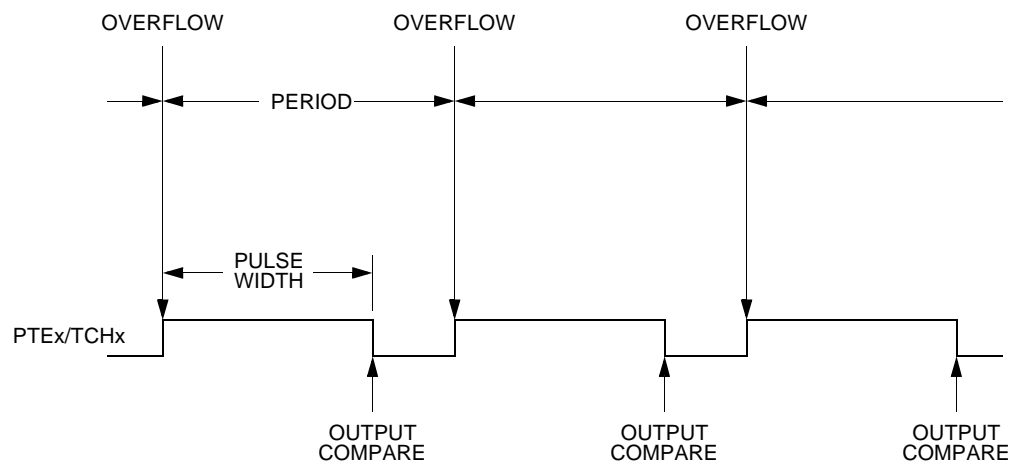 OVERFLOW
OVERFLOW
OVERFLOW
PERIOD
PULSE
WIDTH
PTEx/TCHx
OUTPUT
COMPARE
OUTPUT
COMPARE
OUTPUT
COMPARE